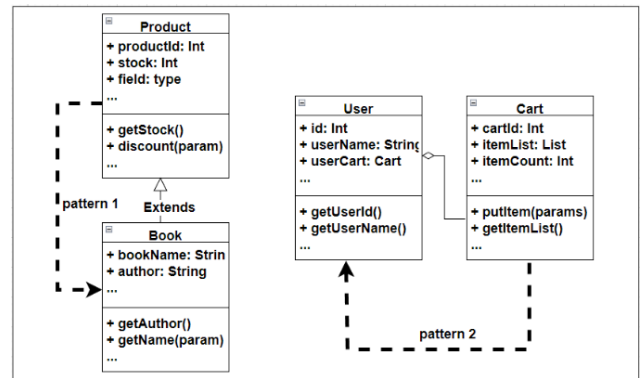 Product
+ productId: Int
+ stock: Int
+ field: type
...
+ getStock()
+ discount(param)
...
pattern 1
Extends
Book
+ bookName: Strin
+ author: String
...
+ getAuthor()
+ getName(param)
...
User
+ id: Int
+ userName: String
+ userCart: Cart
...
+ getUserId()
+ getUserName()
...
Cart
+ cartId: Int
+ itemList: List
+ itemCount: Int
...
+ putItem(params)
+ getItemList()
...
pattern 2